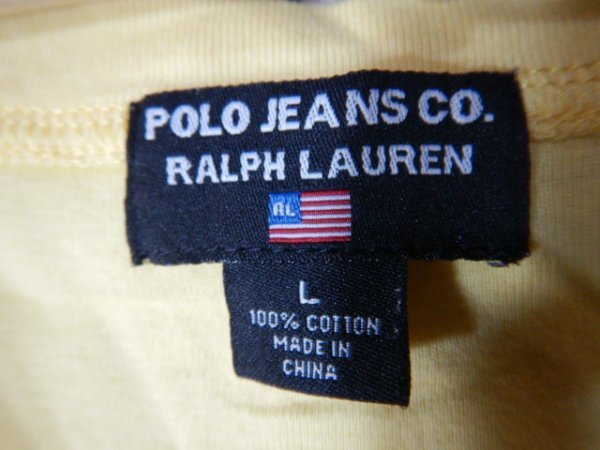 POLO JEANS CO.
RALPH LAUREN
RL
L
100% COTTON
MADE IN
CHINA